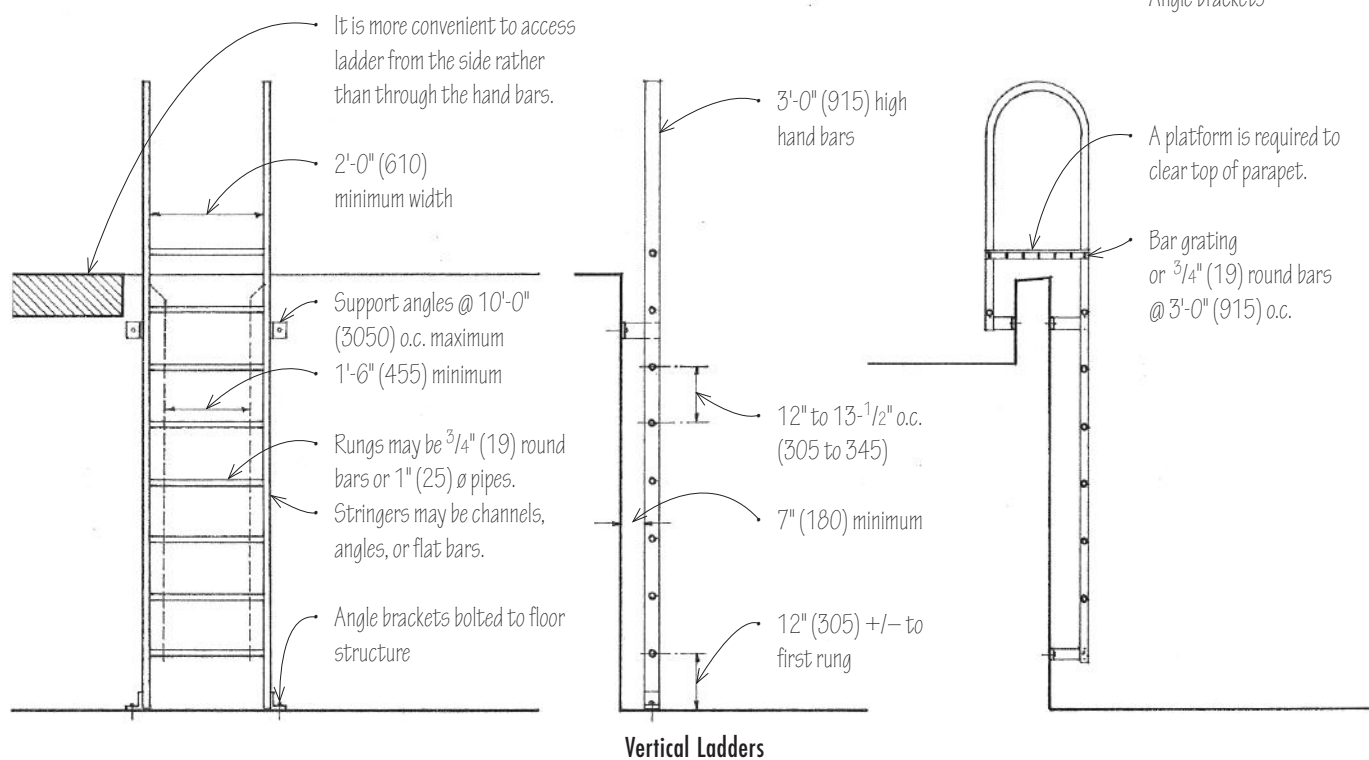 Angle brackets
It is more convenient to access
ladder from the side rather
than through the hand bars.
2'-0" (610)
minimum width
Support angles @ 10'-0"
(3050) o.c. maximum
1'-6" (455) minimum
Rungs may be 3/4" (19) round
bars or 1" (25) ø pipes.
Stringers may be channels,
angles, or flat bars.
Angle brackets bolted to floor
structure
3'-0" (915) high
hand bars
12" to 13-1/2" o.c.
(305 to 345)
7" (180) minimum
12" (305) +/– to
first rung
A platform is required to
clear top of parapet.
Bar grating
or 3/4" (19) round bars
@ 3'-0" (915) o.c.
Vertical Ladders